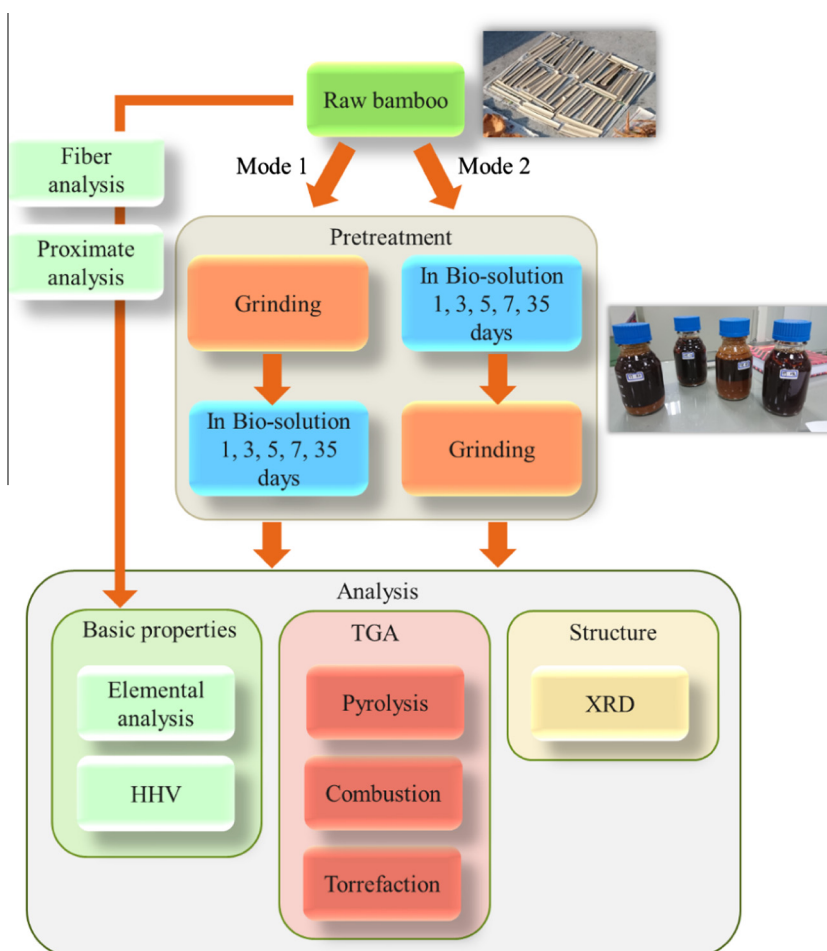 Raw bamboo
Fiber
analysis
Mode 1
Mode 2
Proximate
analysis
Pretreatment
Grinding
In Bio-solution
1, 3, 5, 7, 35
days
In Bio-solution
1, 3, 5, 7, 35
days
Grinding
Analysis
Basic properties
Elemental
analysis
HHV
TGA
Pyrolysis
Combustion
Torrefaction
Structure
XRD